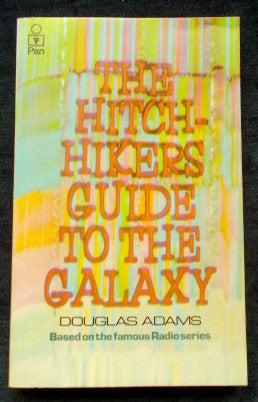 Pan
THE
HITCH-
HIKERS
GUIDE
TO THE
GALAXY
DOUGLAS ADAMS
Based on the famous Radio series